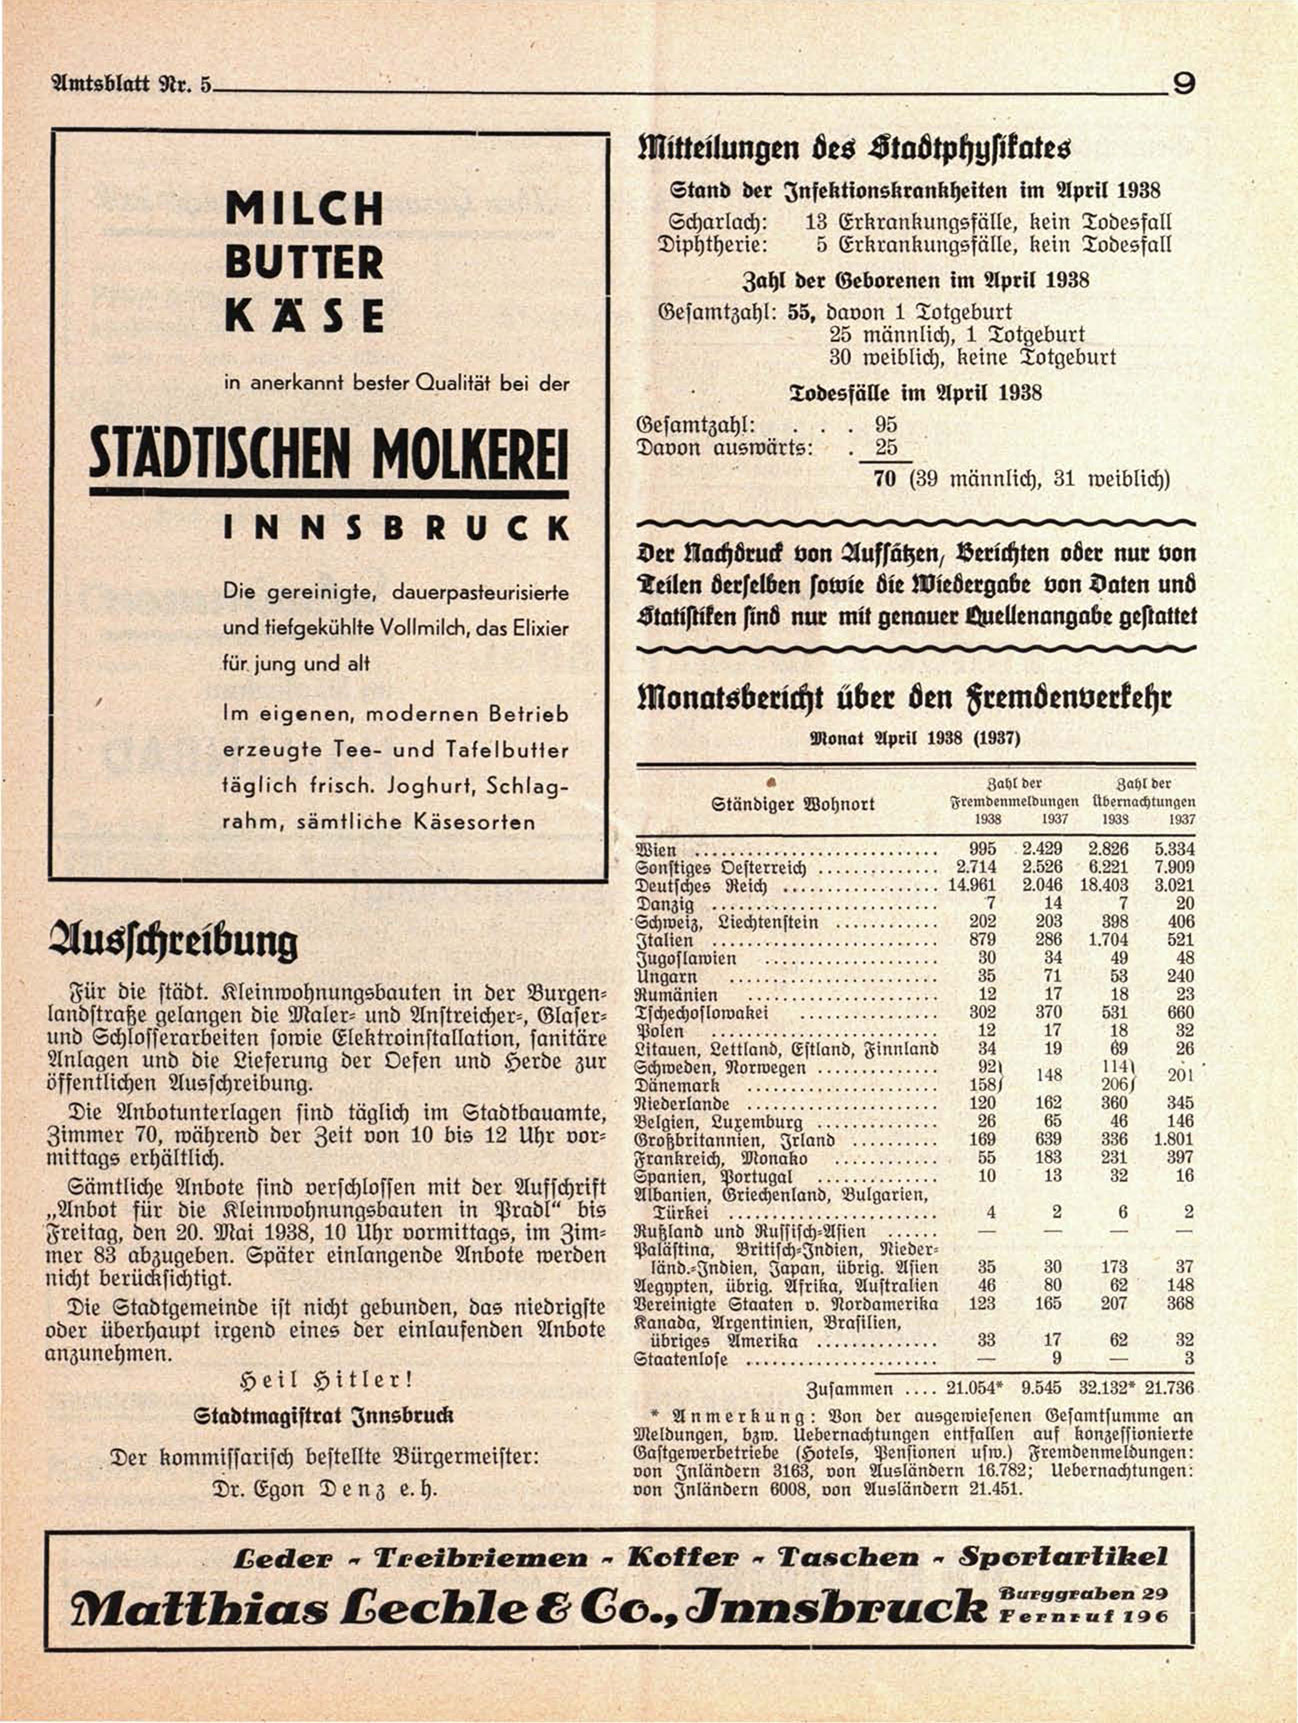 Amtsblatt Nr. 5
9
MILCH
BUTTER
KÄSE
in anerkannt bester Qualität bei der
STÄDTISCHEN MOLKEREI
INNSBRUCK
Die gereinigte, dauerpasteurisierte
und tiefgekühlte Vollmilch, das Elixier
für jung und alt
Im eigenen, modernen Betrieb
erzeugte Tee- und Tafelbutter
täglich frisch. Joghurt, Schlag-
rahm, sämtliche Käsesorten
Ausschreibung
Für die städt. Kleinwohnungsbauten in der Burgen-
landstraße gelangen die Maler- und Anstreicher-, Glaser-
und Schlosserarbeiten sowie Elektroinstallation, sanitäre
Anlagen und die Lieferung der Oefen und Herde zur
öffentlichen Ausschreibung.
Die Anbotunterlagen sind täglich im Stadtbauamte,
Zimmer 70, während der Zeit von 10 bis 12 Uhr vor-
mittags erhältlich.
Sämtliche Anbote sind verschlossen mit der Aufschrift
„Anbot für die Kleinwohnungsbauten in Pradl“ bis
Freitag, den 20. Mai 1938, 10 Uhr vormittags, im Zim-
mer 83 abzugeben. Später einlangende Anbote werden
nicht berücksichtigt.
Die Stadtgemeinde ist nicht gebunden, das niedrigste
oder überhaupt irgend eines der einlaufenden Anbote
anzunehmen.
Heil Hitler!
Stadtmagistrat Innsbruck
Der kommissarisch bestellte Bürgermeister:
Dr. Egon Denz e. h.
Mitteilungen des Stadtphysikates
Stand der Infektionskrankheiten im April 1938
Scharlach: 13 Erkrankungsfälle, kein Todesfall
Diphtherie: 5 Erkrankungsfälle, kein Todesfall
Zahl der Geborenen im April 1938
Gesamtzahl: 55, davon 1 Totgeburt
25 männlich, 1 Totgeburt
30 weiblich, keine Totgeburt
Todesfälle im April 1938
Gesamtzahl: . . . 95
Davon auswärts: . 25
70 (39 männlich, 31 weiblich)
Der Nachdruck von Aufsätzen, Berichten oder nur von
Teilen derselben sowie die Wiedergabe von Daten und
Statistiken sind nur mit genauer Quellenangabe gestattet
Monatsbericht über den Fremdenverkehr
Monat April 1938 (1937)
Ständiger Wohnort Zahl der Fremdenmeldungen Zahl der Übernachtungen
1938 1937 1938 1937
Wien 995 2.429 2.826 5.334
Sonstiges Oesterreich 2.714 2.526 6.221 7.909
Deutsches Reich 14.961 2.046 18.403 3.021
Danzig 7 14 7 20
Schweiz, Liechtenstein 202 203 398 406
Italien 879 286 1.704 521
Jugoslawien 30 34 49 48
Ungarn 35 71 53 240
Rumänien 12 17 18 23
Tschechoslowakei 302 370 531 660
Polen 12 17 18 32
Litauen, Lettland, Estland, Finnland 34 19 69 26
Schweden, Norwegen 92 } 148 114 } 201
Dänemark 158 206
Niederlande 120 162 360 345
Belgien, Luxemburg 26 65 46 146
Großbritannien, Irland 169 639 336 1.801
Frankreich, Monako 55 183 231 397
Spanien, Portugal 10 13 32 16
Albanien, Griechenland, Bulgarien,
Türkei 4 2 6 2
Rußland und Russisch-Asien — — — —
Palästina, Britisch-Indien, Nieder-
länd.-Indien, Japan, übrig. Asien 35 30 173 37
Aegypten, übrig. Afrika, Australien 46 80 62 148
Vereinigte Staaten v. Nordamerika 123 165 207 368
Kanada, Argentinien, Brasilien,
übriges Amerika 33 17 62 32
Staatenlose — 9 — 3
Zusammen .... 21.054* 9.545 32.132* 21.736
* Anmerkung: Von der ausgewiesenen Gesamtsumme an
Meldungen, bzw. Uebernachtungen entfallen auf konzessionierte
Gastgewerbetriebe (Hotels, Pensionen usw.) Fremdenmeldungen:
von Inländern 3163, von Ausländern 16.782; Uebernachtungen:
von Inländern 6008, von Ausländern 21.451.
Leder - Treibriemen - Koffer - Taschen - Sportartikel
Matthias Lechle & Co., Innsbruck Burggraben 29
Fernruf 196